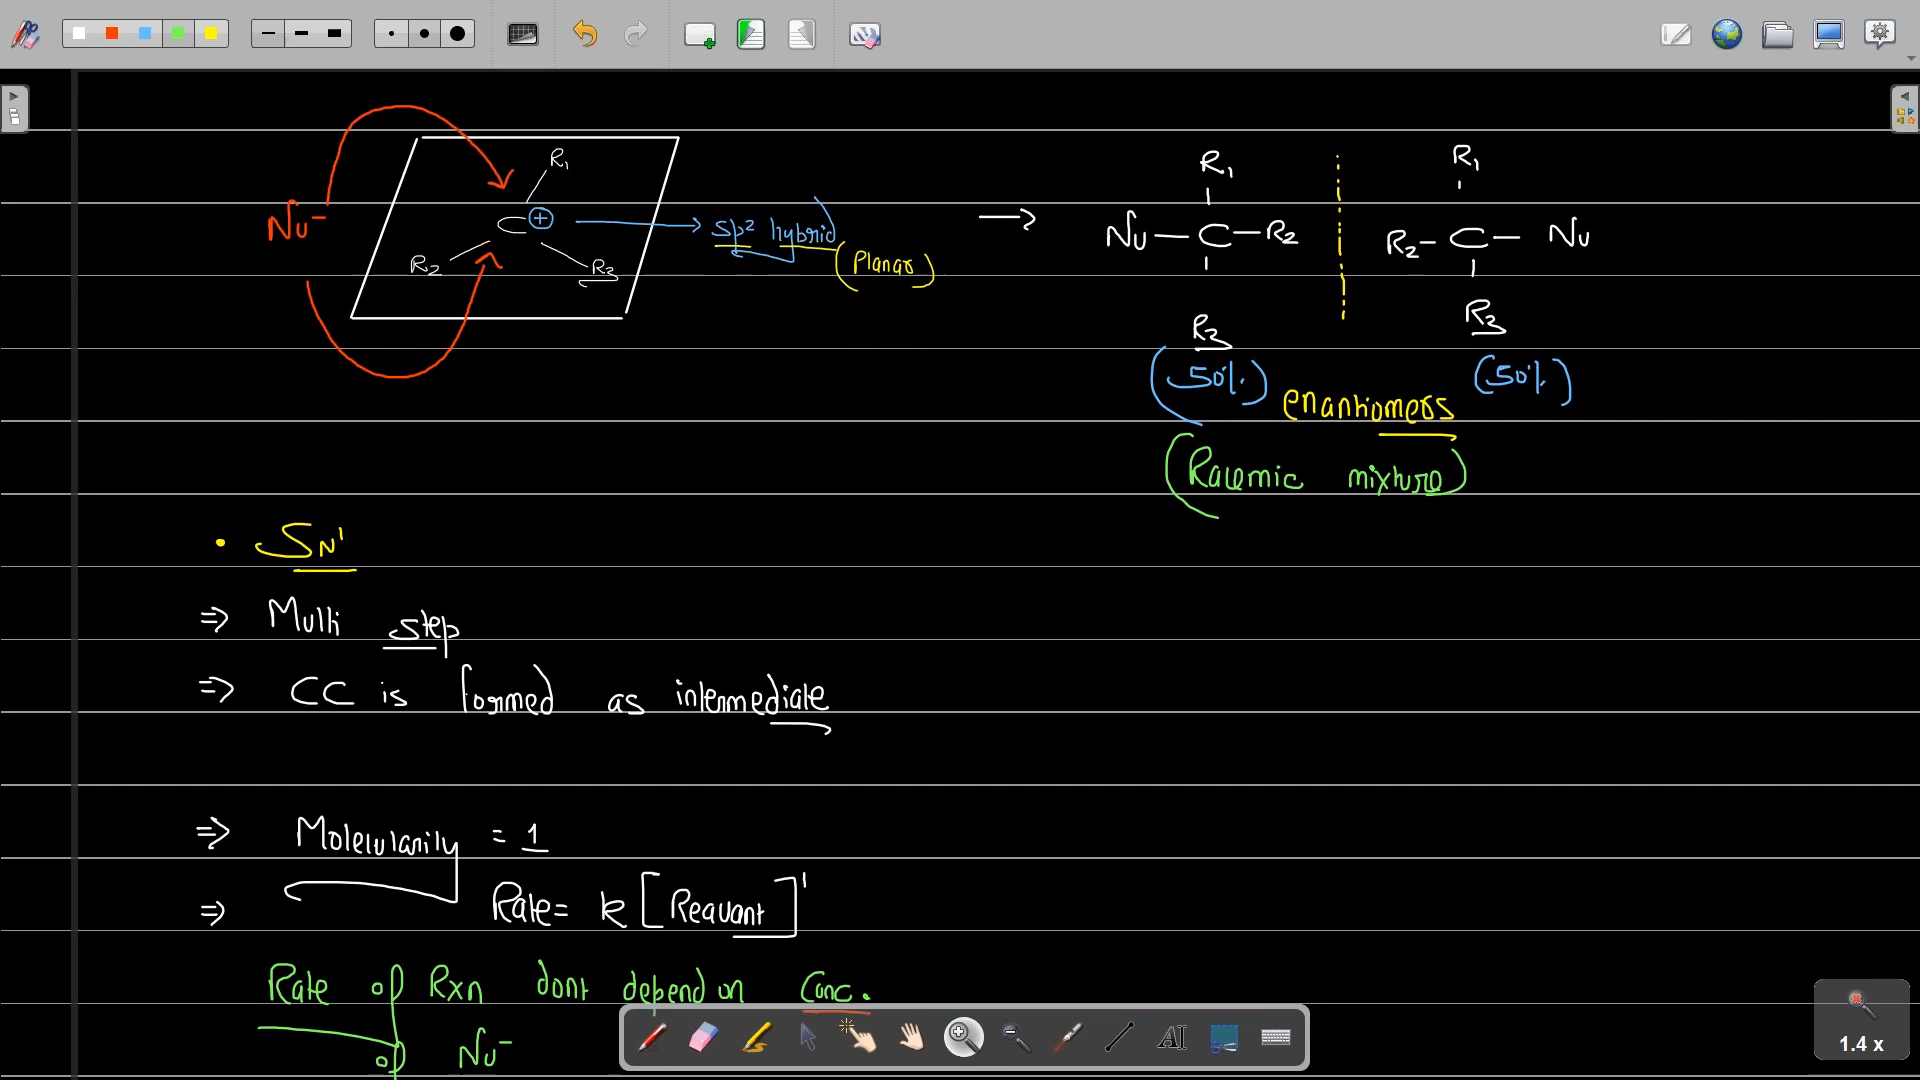 R1
Nu-
C+
R2 R3
→ sp² hybrid
(Planar)
→
R1
Nu–C–R2
R3
(50%)
R1
R2–C–Nu
R3
(50%)
enantiomers
(Racemic mixture)
• SN1
⇒ Multi step
⇒ CC is formed as intermediate
⇒ Molecularity = 1
⇒ Rate = k [Reactant]¹
Rate of Rxn dont depend on Conc.
of Nu-
AI
1.4 x